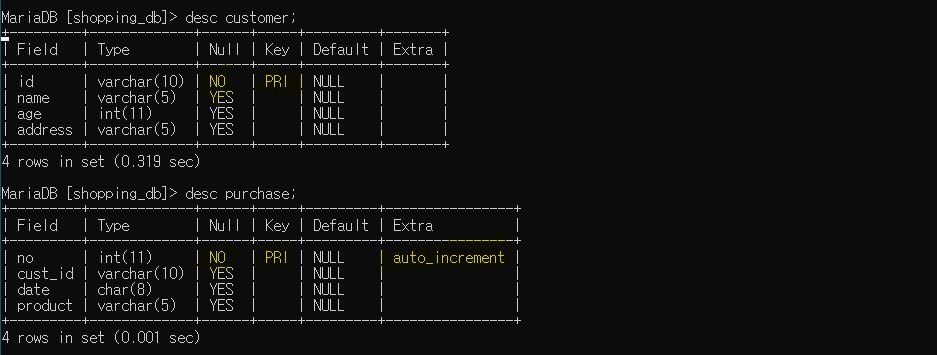 MariaDB [shopping_db]> desc customer;
+---------+-------------+------+-----+---------+-------+
| Field   | Type        | Null | Key | Default | Extra |
+---------+-------------+------+-----+---------+-------+
| id      | varchar(10) | NO   | PRI | NULL    |       |
| name    | varchar(5)  | YES  |     | NULL    |       |
| age     | int(11)     | YES  |     | NULL    |       |
| address | varchar(5)  | YES  |     | NULL    |       |
+---------+-------------+------+-----+---------+-------+
4 rows in set (0.319 sec)
MariaDB [shopping_db]> desc purchase;
+---------+-------------+------+-----+---------+----------------+
| Field   | Type        | Null | Key | Default | Extra          |
+---------+-------------+------+-----+---------+----------------+
| no      | int(11)     | NO   | PRI | NULL    | auto_increment |
| cust_id | varchar(10) | YES  |     | NULL    |                |
| date    | char(8)     | YES  |     | NULL    |                |
| product | varchar(5)  | YES  |     | NULL    |                |
+---------+-------------+------+-----+---------+----------------+
4 rows in set (0.001 sec)